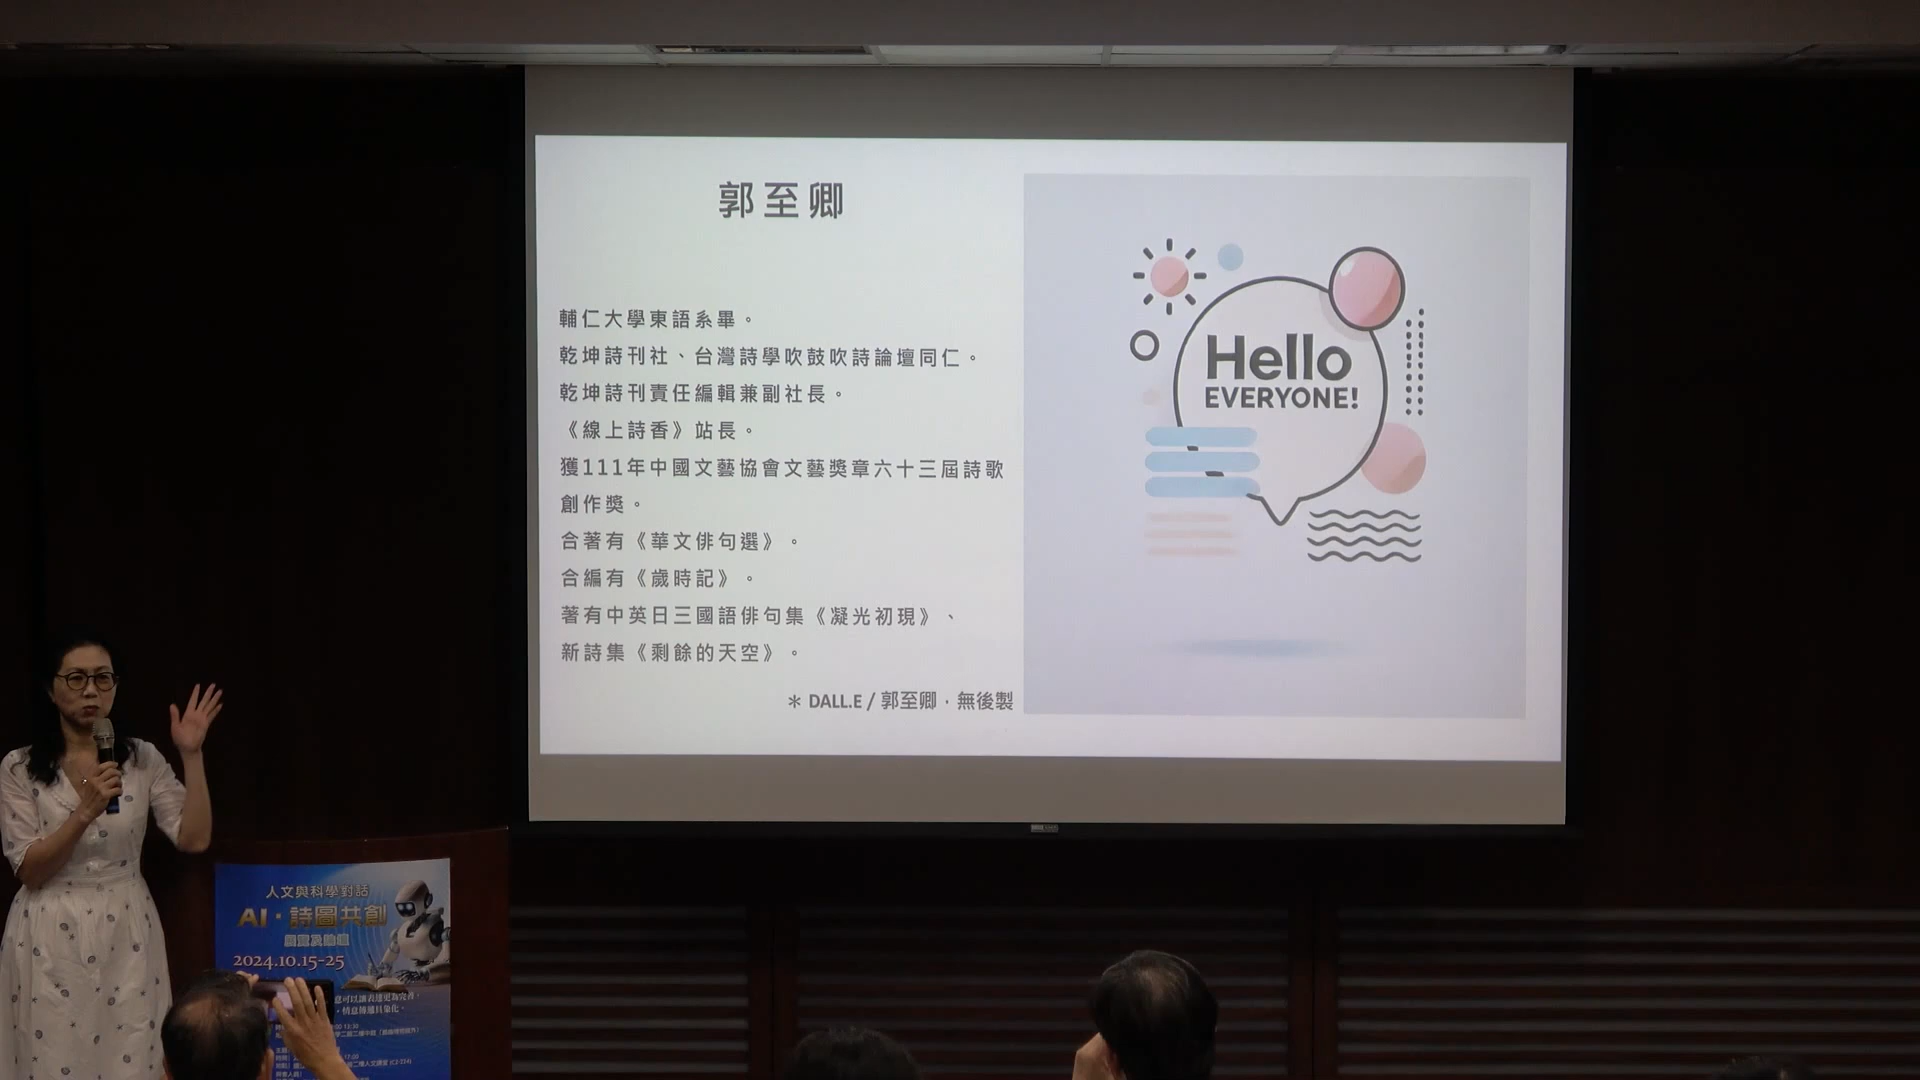 郭至卿
輔仁大學東語系畢。
乾坤詩刊社、台灣詩學吹鼓吹詩論壇同仁。
乾坤詩刊責任編輯兼副社長。
《線上詩香》站長。
獲111年中國文藝協會文藝獎章六十三屆詩歌
創作獎。
合著有《華文俳句選》。
合編有《歲時記》。
著有中英日三國語俳句集《凝光初現》、
新詩集《剩餘的天空》。
＊ DALL.E / 郭至卿．無後製
Hello
EVERYONE!
人文與科學對話
AI・詩圖共創
展覽及論壇
2024.10.15-25